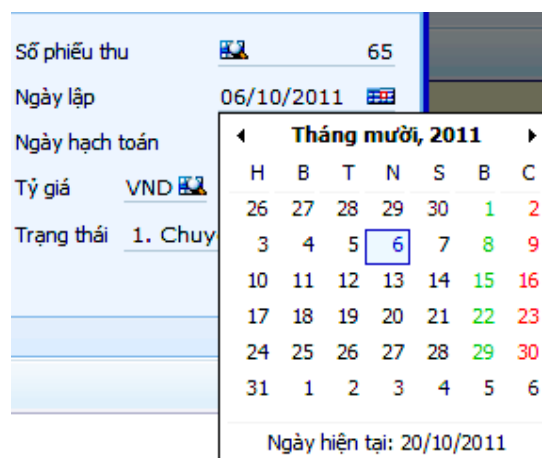 Số phiếu thu 65
Ngày lập 06/10/2011
Ngày hạch toán
Tỷ giá VND
Trạng thái 1. Chuy
Tháng mười, 2011
H B T N S B C
26 27 28 29 30 1 2
3 4 5 6 7 8 9
10 11 12 13 14 15 16
17 18 19 20 21 22 23
24 25 26 27 28 29 30
31 1 2 3 4 5 6
Ngày hiện tại: 20/10/2011